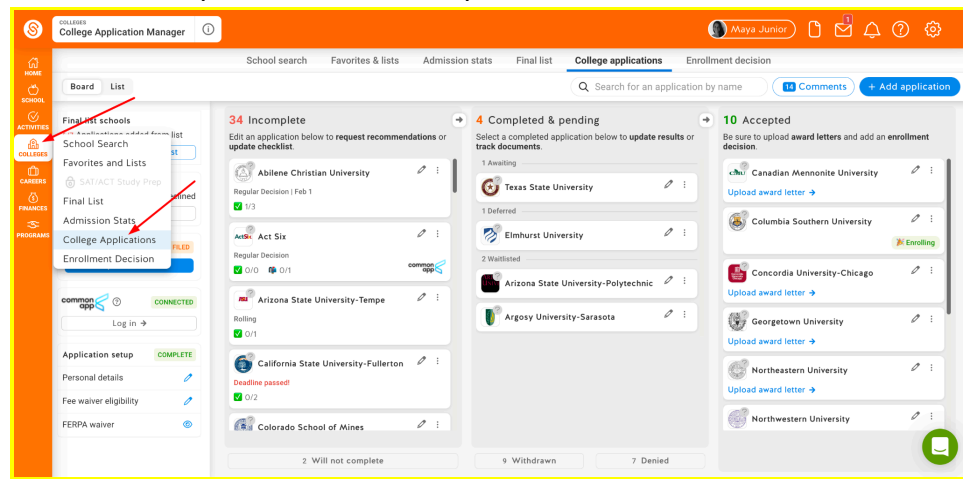 COLLEGES
College Application Manager
Maya Junior
1
HOME
SCHOOL
ACTIVITIES
COLLEGES
CAREERS
FINANCES
PROGRAMS
School search
Favorites & lists
Admission stats
Final list
College applications
Enrollment decision
Board
List
Search for an application by name
14 Comments
+ Add application
Final list schools
Applications added from list
School Search
Favorites and Lists
SAT/ACT Study Prep
Final List
Admission Stats
College Applications
Enrollment Decision
FILED
common app
CONNECTED
Log in →
Application setup
COMPLETE
Personal details
Fee waiver eligibility
FERPA waiver
34 Incomplete
Edit an application below to request recommendations or
update checklist.
Abilene Christian University
Regular Decision | Feb 1
1/3
ActSix
Act Six
Regular Decision
0/0 0/1
common app
ASU
Arizona State University-Tempe
Rolling
0/1
California State University-Fullerton
Deadline passed!
0/2
Colorado School of Mines
2 Will not complete
4 Completed & pending
Select a completed application below to update results or
track documents.
1 Awaiting
Texas State University
1 Deferred
Elmhurst University
2 Waitlisted
Arizona State University-Polytechnic
Argosy University-Sarasota
9 Withdrawn
7 Denied
10 Accepted
Be sure to upload award letters and add an enrollment
decision.
Canadian Mennonite University
Upload award letter →
Columbia Southern University
Enrolling
Concordia University-Chicago
Upload award letter →
Georgetown University
Upload award letter →
Northeastern University
Upload award letter →
Northwestern University